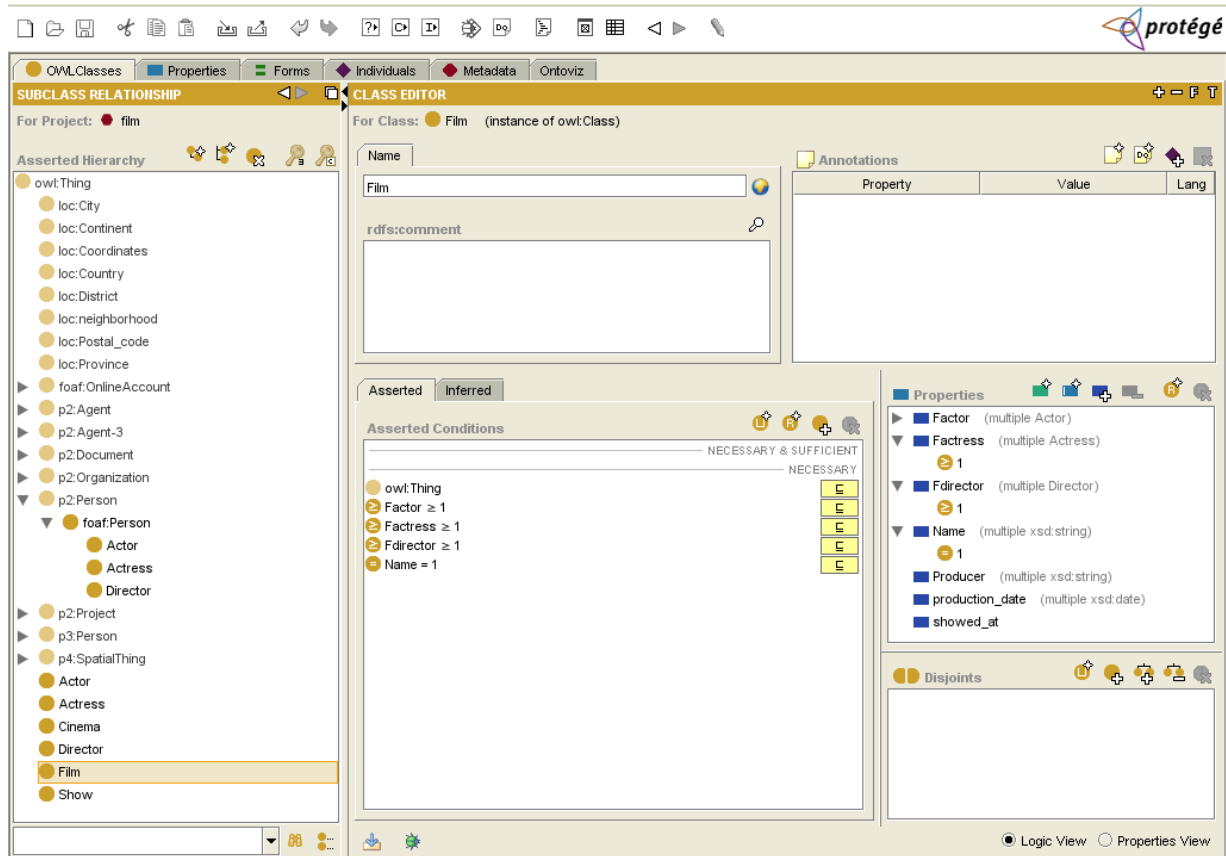 protégé
OWLClasses Properties Forms Individuals Metadata Ontoviz
SUBCLASS RELATIONSHIP
For Project: film
Asserted Hierarchy
owl:Thing
loc:City
loc:Continent
loc:Coordinates
loc:Country
loc:District
loc:neighborhood
loc:Postal_code
loc:Province
foaf:OnlineAccount
p2:Agent
p2:Agent-3
p2:Document
p2:Organization
p2:Person
foaf:Person
Actor
Actress
Director
p2:Project
p3:Person
p4:SpatialThing
Actor
Actress
Cinema
Director
Film
Show
CLASS EDITOR
F T
For Class: Film (instance of owl:Class)
Name
Film
rdfs:comment
Annotations
Property Value Lang
Asserted Inferred
Asserted Conditions
NECESSARY & SUFFICIENT
NECESSARY
owl:Thing ⊑
Factor ≥ 1 ⊑
Factress ≥ 1 ⊑
Fdirector ≥ 1 ⊑
Name = 1 ⊑
Properties
Factor (multiple Actor)
Factress (multiple Actress)
≥ 1
Fdirector (multiple Director)
≥ 1
Name (multiple xsd:string)
= 1
Producer (multiple xsd:string)
production_date (multiple xsd:date)
showed_at
Disjoints
Logic View Properties View